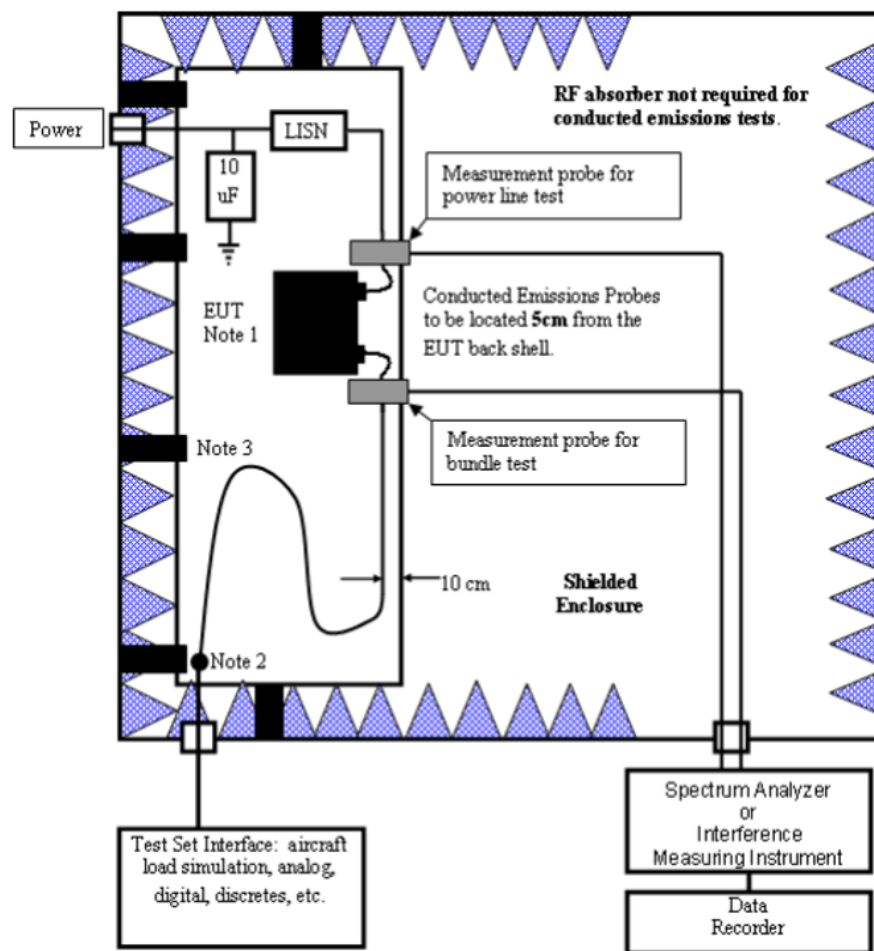 RF absorber not required for
conducted emissions tests.
Power
LISN
10
uF
Measurement probe for
power line test
EUT
Note 1
Conducted Emissions Probes
to be located 5cm from the
EUT back shell.
Note 3
Measurement probe for
bundle test
10 cm
Shielded
Enclosure
Note 2
Test Set Interface: aircraft
load simulation, analog,
digital, discretes, etc.
Spectrum Analyzer
or
Interference
Measuring Instrument
Data
Recorder